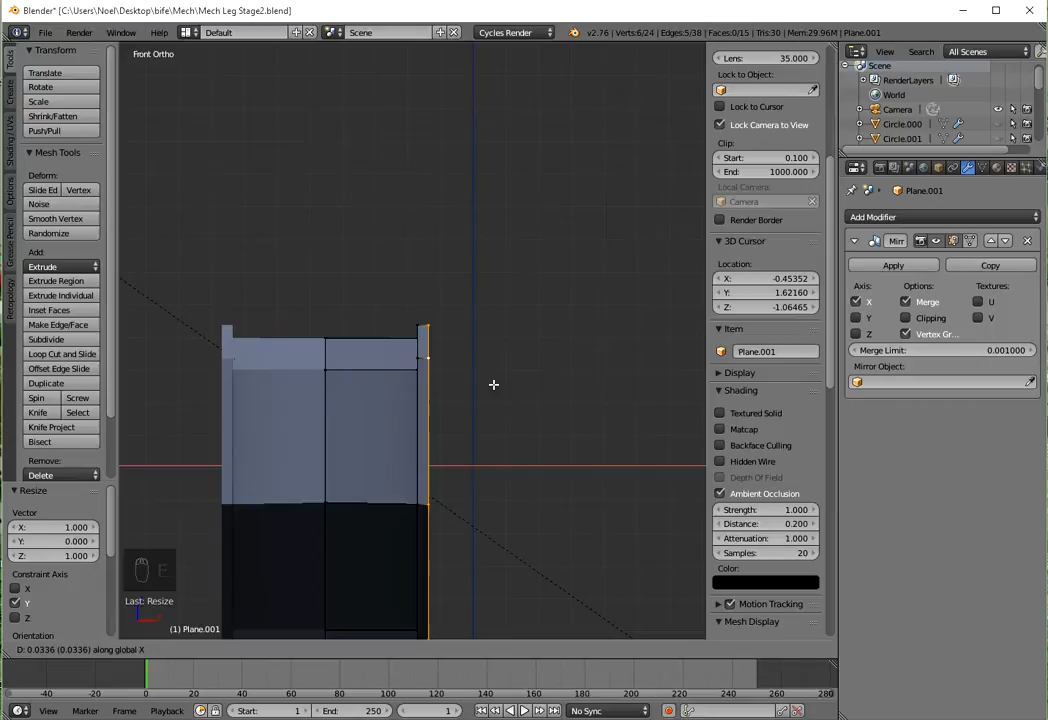 Blender* [C:\Users\Noel\Desktop\bife/Mech\Mech Leg Stage2.blend]
File Render Window Help Default Scene Cycles Render v2.76 | Verts:6/24 | Edges:5/38 | Faces:0/15 | Tris:30 | Mem:29.96M | Plane.001
Tools
Create
Shading / UVs
Options
Grease Pencil
Retopology
Transform
Translate
Rotate
Scale
Shrink/Fatten
Push/Pull
Mesh Tools
Deform:
Slide Ed Vertex
Noise
Smooth Vertex
Randomize
Add:
Extrude
Extrude Region
Extrude Individual
Inset Faces
Make Edge/Face
Subdivide
Loop Cut and Slide
Offset Edge Slide
Duplicate
Spin Screw
Knife Select
Knife Project
Bisect
Remove:
Delete
Resize
Vector
X: 1.000
Y: 0.000
Z: 1.000
Constraint Axis
X
Y
Z
Orientation
Front Ortho
E
Last: Resize
(1) Plane.001
D: 0.0336 (0.0336) along global X
Lens: 35.000
Lock to Object:
Lock to Cursor
Lock Camera to View
Clip:
Start: 0.100
End: 1000.000
Local Camera:
Camera
Render Border
3D Cursor
Location:
X: -0.45352
Y: 1.62160
Z: -1.06465
Item
Plane.001
Display
Shading
Textured Solid
Matcap
Backface Culling
Hidden Wire
Depth Of Field
Ambient Occlusion
Strength: 1.000
Distance: 0.200
Attenuation: 1.000
Samples: 20
Color:
Motion Tracking
Mesh Display
View Search All Scenes
Scene
RenderLayers
World
Camera
Circle.000
Circle.001
Plane.001
Add Modifier
Mirr
Apply Copy
Axis: Options: Textures:
X Merge U
Y Clipping V
Z Vertex Gr...
Merge Limit: 0.001000
Mirror Object:
-40 -20 0 20 40 60 80 100 120 140 160 180 200 220 240 260 280
View Marker Frame Playback Start: 1 End: 250 1 No Sync